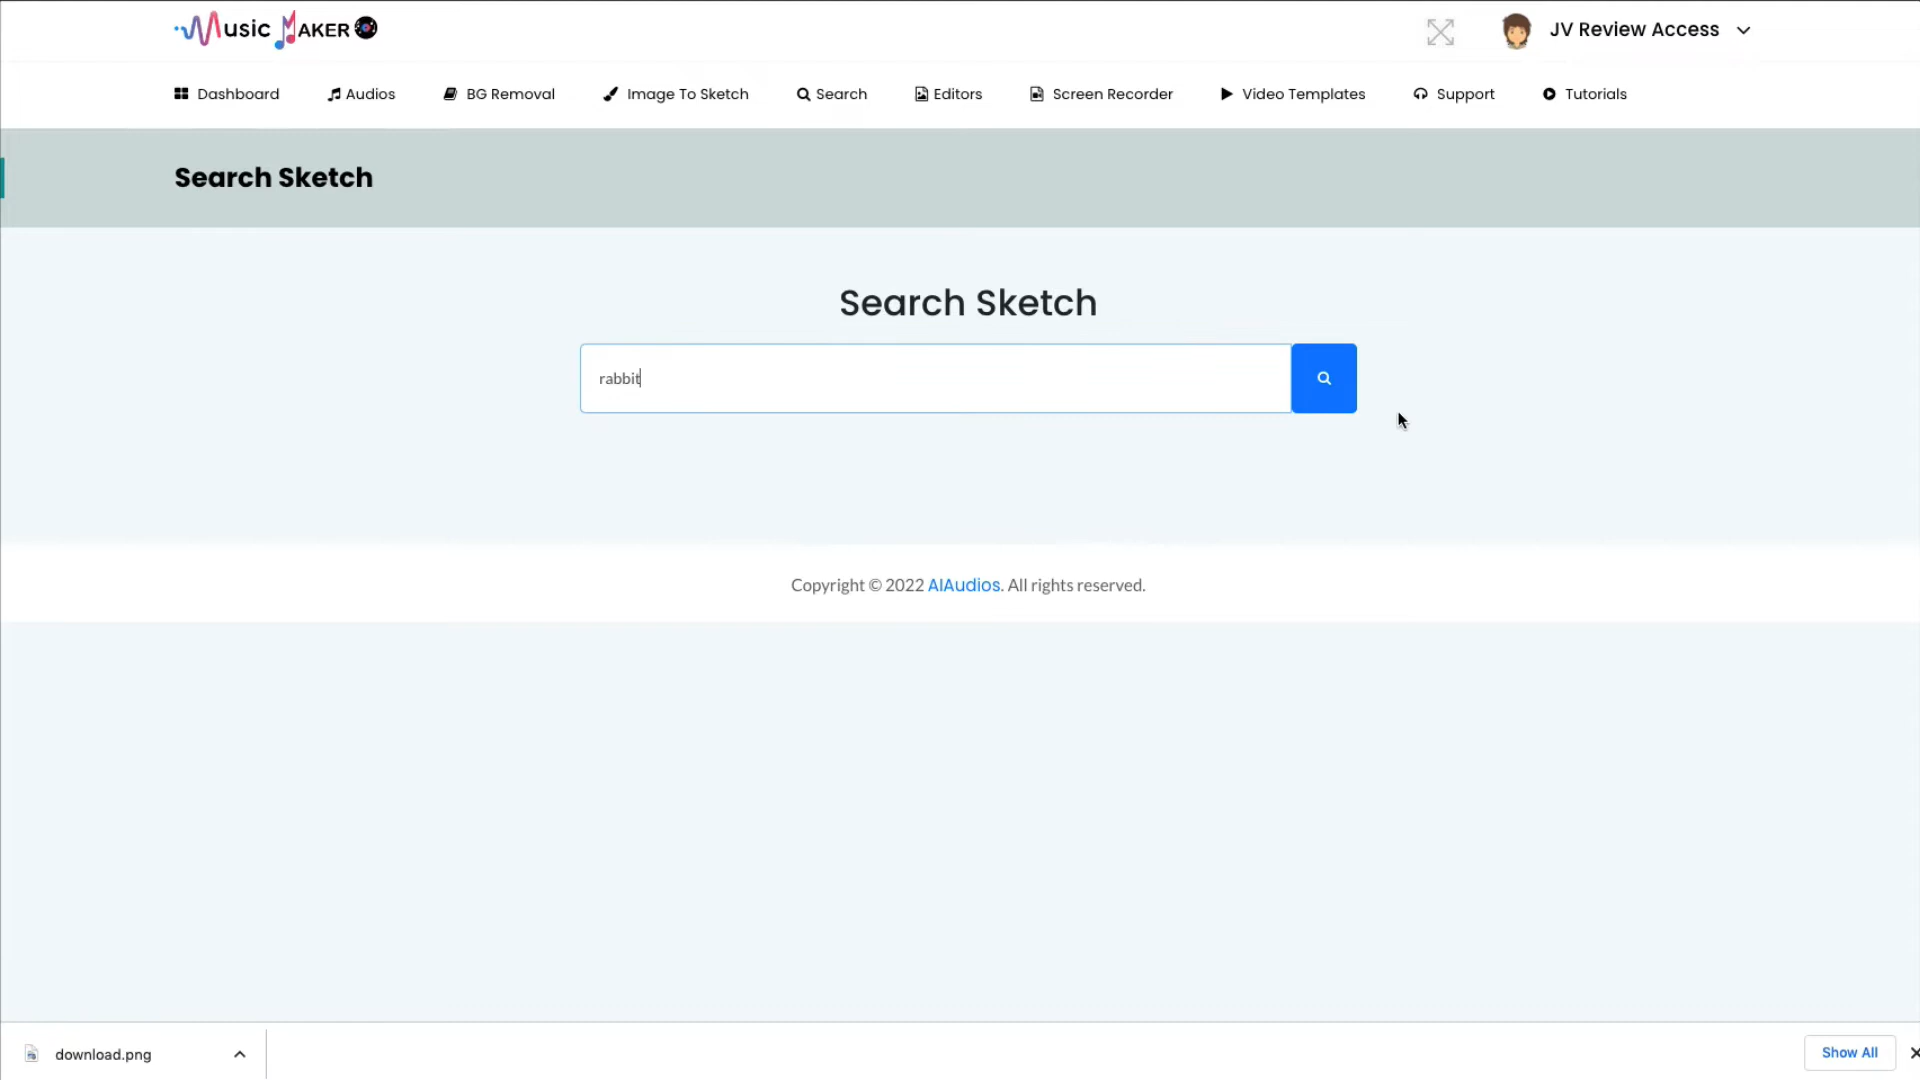 Music Maker
JV Review Access
Dashboard
Audios
BG Removal
Image To Sketch
Search
Editors
Screen Recorder
Video Templates
Support
Tutorials
Search Sketch
Search Sketch
rabbit
Copyright © 2022 AIAudios. All rights reserved.
download.png
Show All